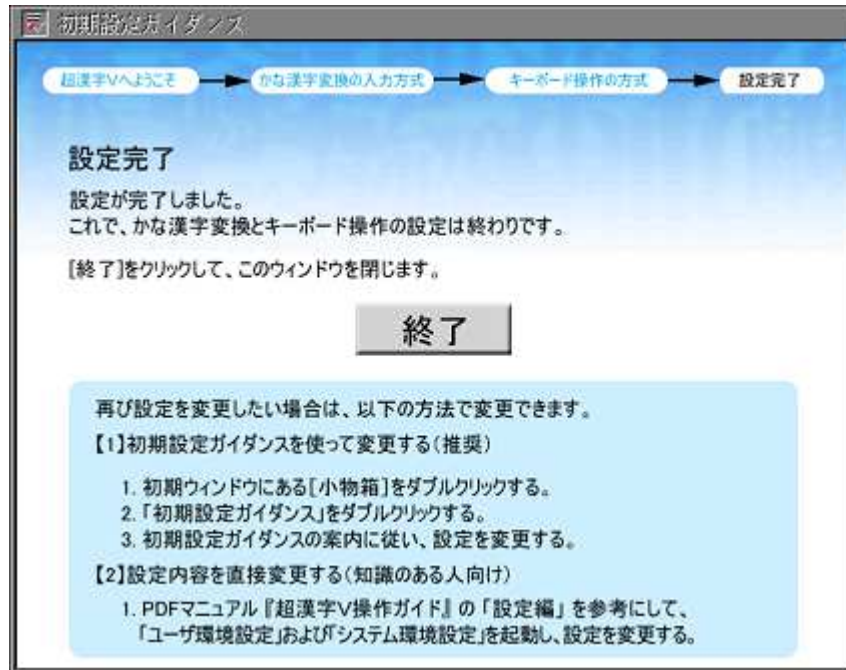 初期設定ガイダンス
超漢字Vへようこそ
かな漢字変換の入力方式
キーボード操作の方式
設定完了
設定完了
設定が完了しました。
これで、かな漢字変換とキーボード操作の設定は終わりです。
[終了]をクリックして、このウィンドウを閉じます。
終了
再び設定を変更したい場合は、以下の方法で変更できます。
【1】初期設定ガイダンスを使って変更する(推奨)
1. 初期ウィンドウにある[小物箱]をダブルクリックする。
2.「初期設定ガイダンス」をダブルクリックする。
3. 初期設定ガイダンスの案内に従い、設定を変更する。
【2】設定内容を直接変更する(知識のある人向け)
1. PDFマニュアル『超漢字V操作ガイド』の「設定編」を参考にして、
「ユーザ環境設定」および「システム環境設定」を起動し、設定を変更する。